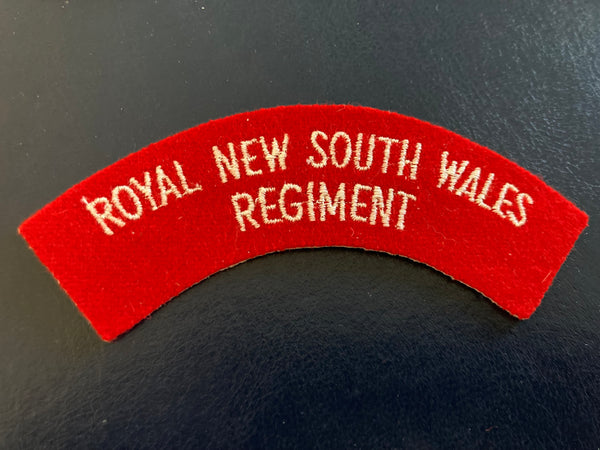 ROYAL NEW SOUTH WALES
REGIMENT